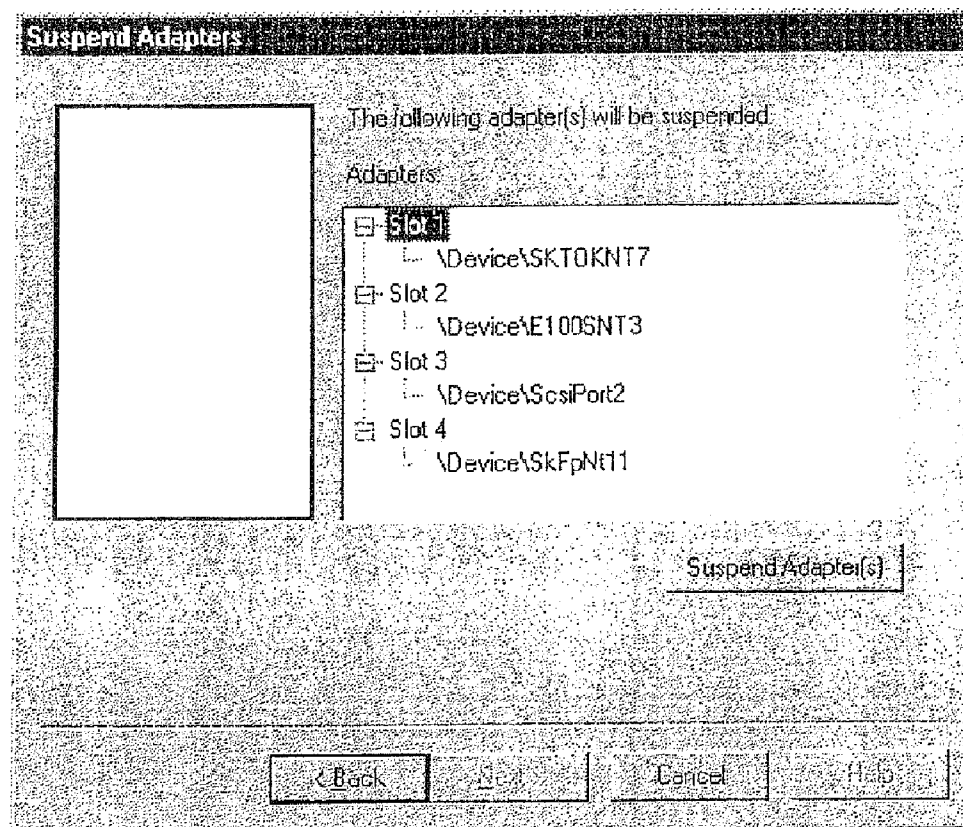 Suspend Adapters
The following adapter(s) will be suspended:
Adapters:
Slot 1
\Device\SKTOKNT7
Slot 2
\Device\E100SNT3
Slot 3
\Device\ScsiPort2
Slot 4
\Device\SkFpNt11
Suspend Adapter(s)
< Back
Next
Cancel
Help